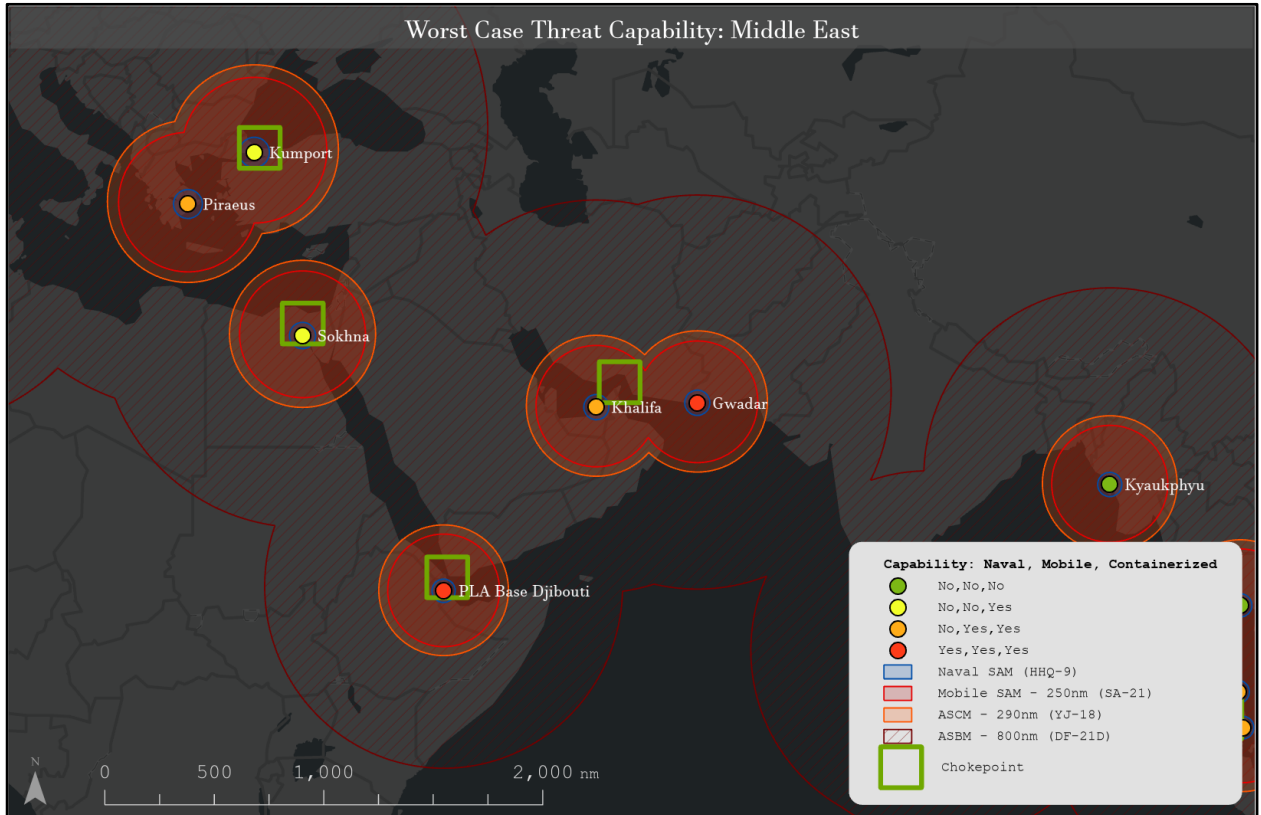 Worst Case Threat Capability: Middle East
Kumport
Piraeus
Sokhna
Khalifa
Gwadar
Kyaukphyu
PLA Base Djibouti
Capability: Naval, Mobile, Containerized
No,No,No
No,No,Yes
No,Yes,Yes
Yes,Yes,Yes
Naval SAM (HHQ-9)
Mobile SAM - 250nm (SA-21)
ASCM - 290nm (YJ-18)
ASBM - 800nm (DF-21D)
Chokepoint
N
0 500 1,000 2,000 nm